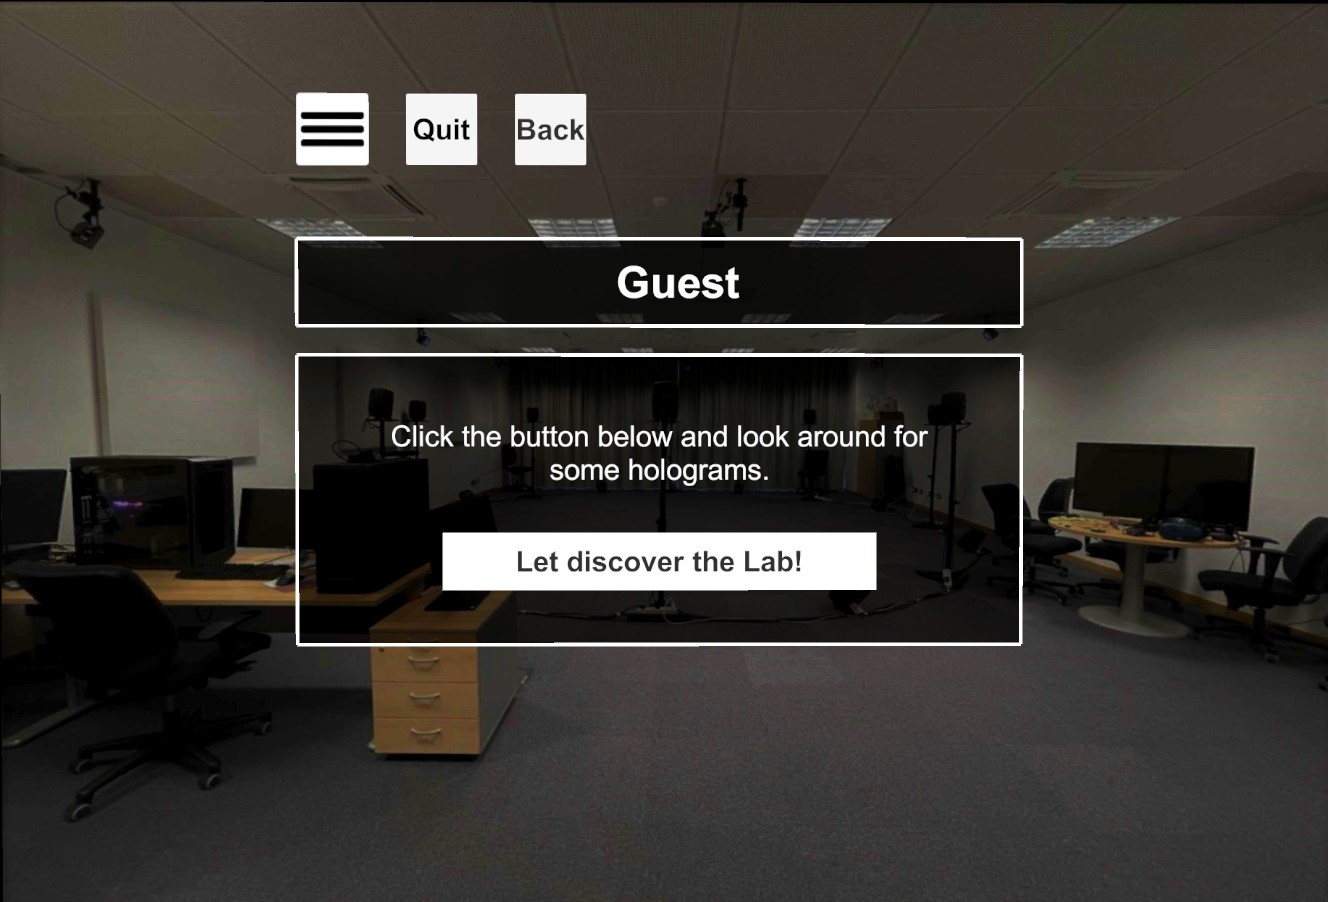 Quit
Back
Guest
Click the button below and look around for
some holograms.
Let discover the Lab!